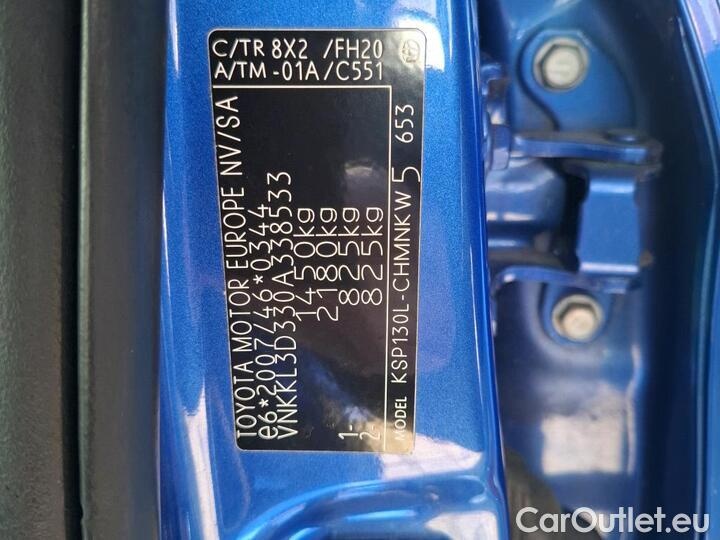 TOYOTA MOTOR EUROPE NV/SA
e6*2007/46*0344
VNKKL3D330A338533
1450kg
2180kg
1- 825kg
2- 825kg
MODEL KSP130L-CHMNKW 5 653
C/TR 8X2 /FH20
A/TM -01A/C551
CarOutlet.eu